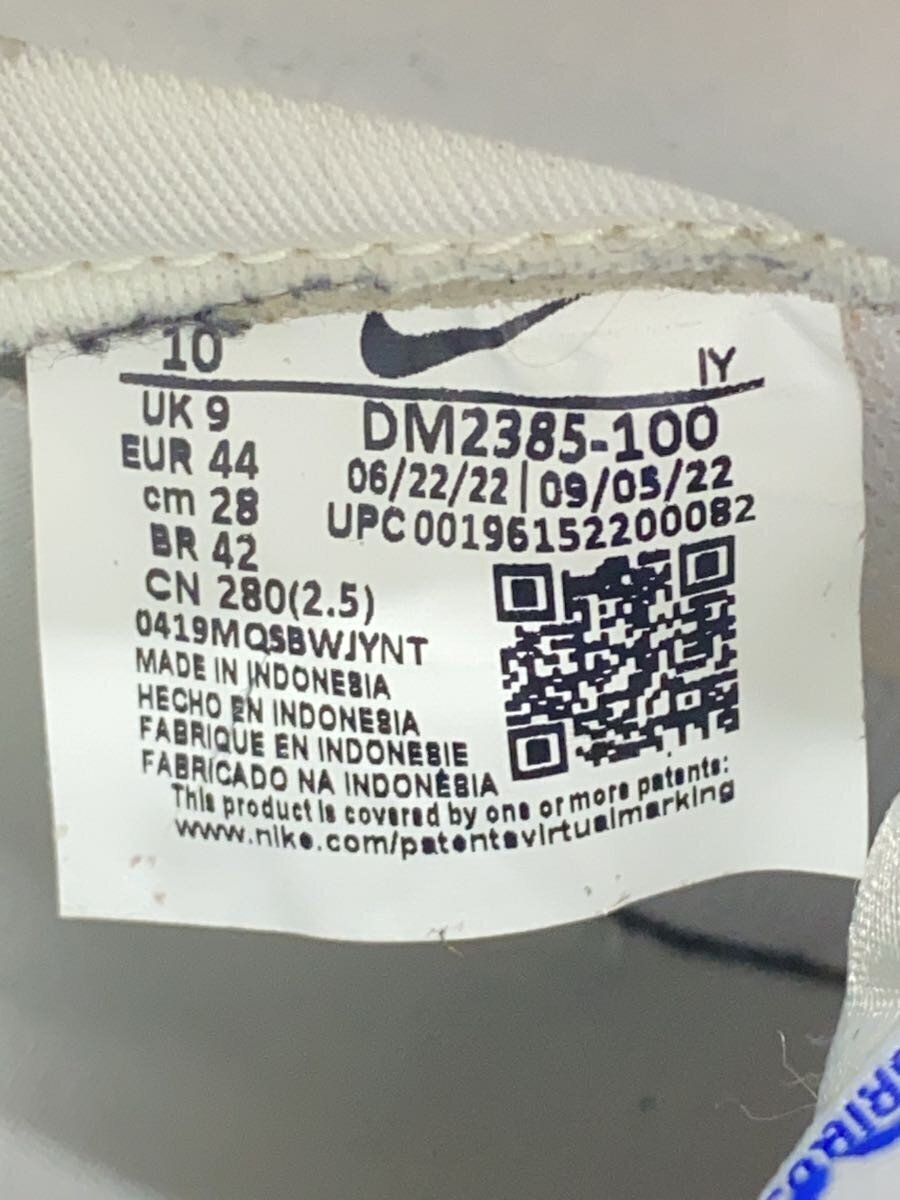 10
IY
UK 9
EUR 44
cm 28
BR 42
CN 280(2.5)
DM2385-100
06/22/22 | 09/05/22
UPC 00196152200082
0419MQSBWJYNT
MADE IN INDONESIA
HECHO EN INDONESIA
FABRIQUE EN INDONESIE
FABRICADO NA INDONÉSIA
This product is covered by one or more patents:
www.nike.com/patentsvirtualmarking